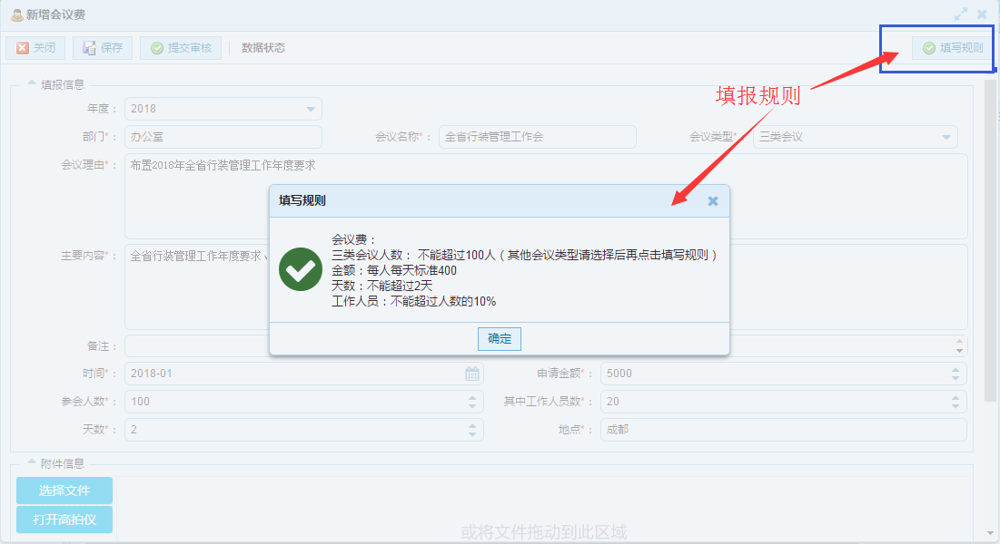 新增会议费
关闭 保存 提交审核 数据状态 填写规则
填报规则
填报信息
年度： 2018
部门*： 办公室 会议名称*： 全省行装管理工作会 会议类型* 三类会议
会议理由*： 布置2018年全省行装管理工作年度要求
填写规则
会议费：
三类会议人数： 不能超过100人（其他会议类型请选择后再点击填写规则）
金额：每人每天标准400
天数：不能超过2天
工作人员：不能超过人数的10%
确定
主要内容*： 全省行装管理工作年度要求、
备注：
时间*： 2018-01 申请金额*： 5000
参会人数*： 100 其中工作人员数*： 20
天数*： 2 地点*： 成都
附件信息
选择文件
打开高拍仪
或将文件拖动到此区域